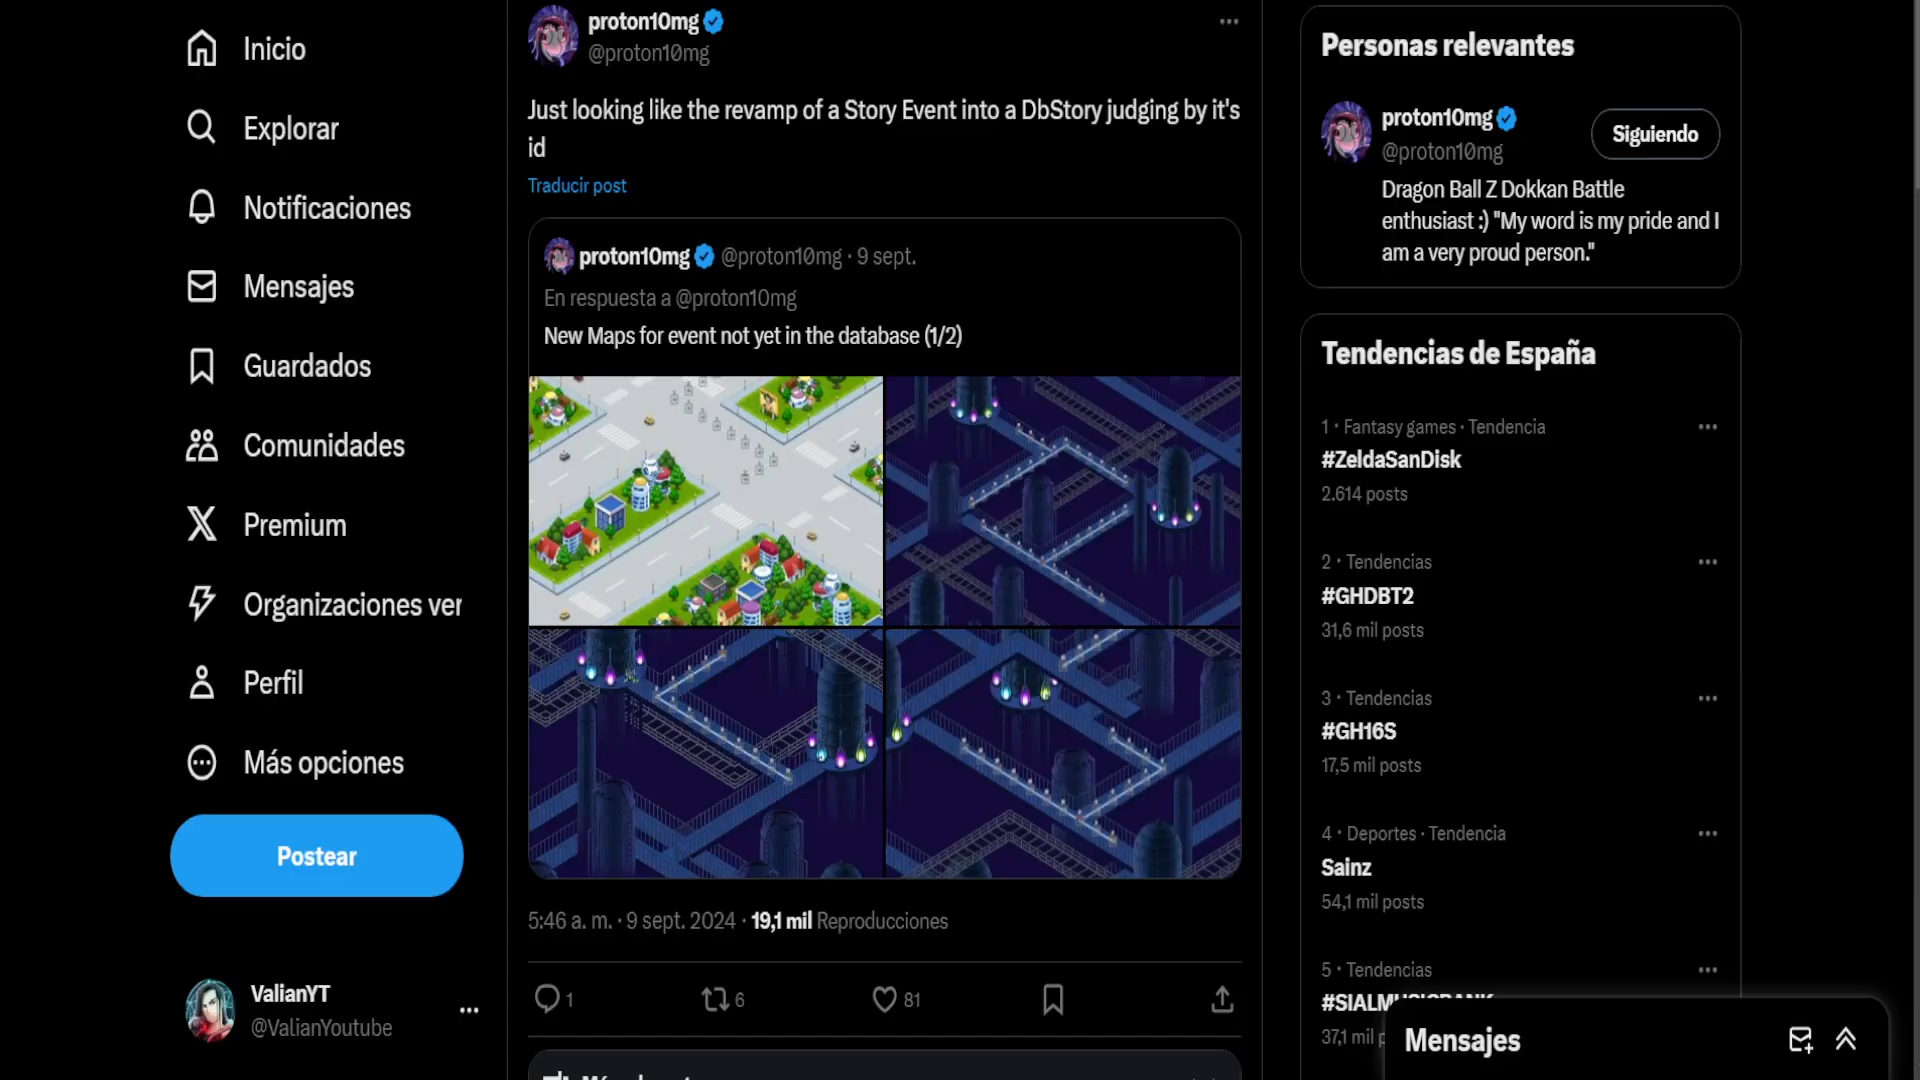 Inicio
Explorar
Notificaciones
Mensajes
Guardados
Comunidades
Premium
Organizaciones ver
Perfil
Más opciones
Postear
ValianYT
@ValianYoutube
proton10mg
@proton10mg
Just looking like the revamp of a Story Event into a DbStory judging by it's
id
Traducir post
proton10mg @proton10mg · 9 sept.
En respuesta a @proton10mg
New Maps for event not yet in the database (1/2)
5:46 a. m. · 9 sept. 2024 · 19,1 mil Reproducciones
1 6 81
Personas relevantes
proton10mg
@proton10mg
Siguiendo
Dragon Ball Z Dokkan Battle
enthusiast :) "My word is my pride and I
am a very proud person."
Tendencias de España
1 · Fantasy games · Tendencia
#ZeldaSanDisk
2.614 posts
2 · Tendencias
#GHDBT2
31,6 mil posts
3 · Tendencias
#GH16S
17,5 mil posts
4 · Deportes · Tendencia
Sainz
54,1 mil posts
5 · Tendencias
37,1 mil
Mensajes